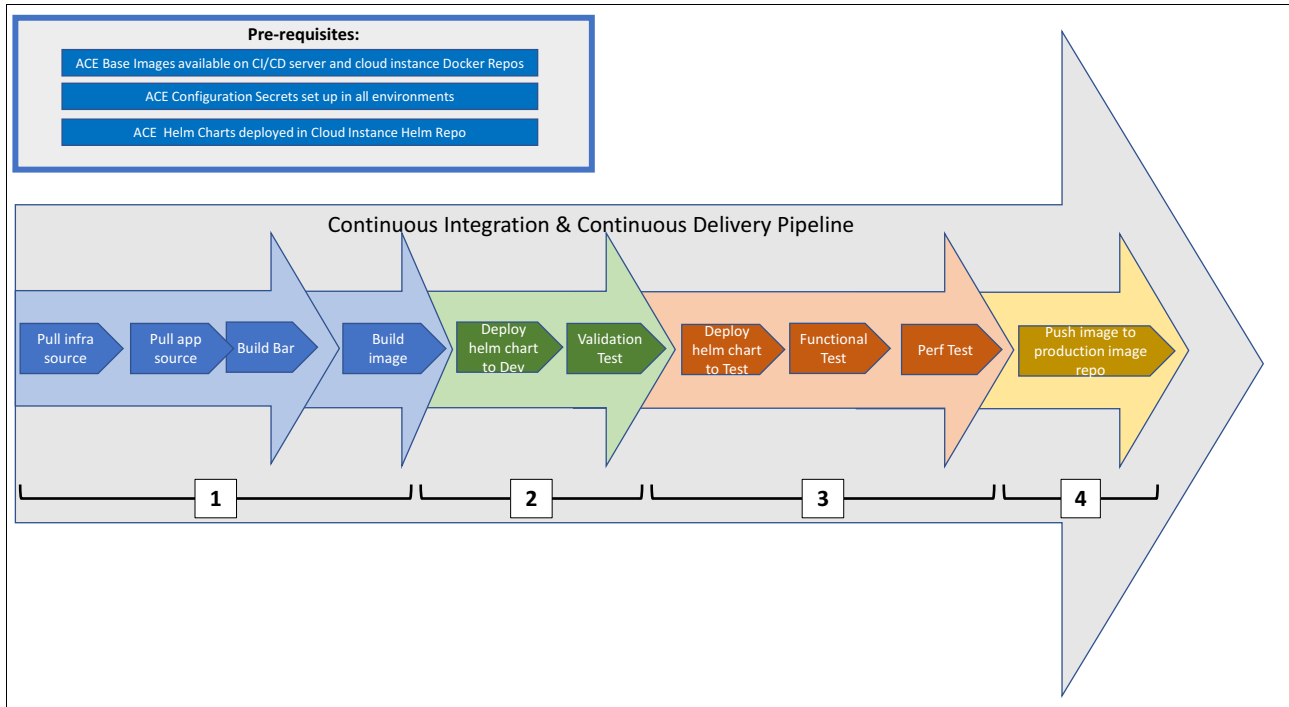 Pre-requisites:
ACE Base Images available on CI/CD server and cloud instance Docker Repos
ACE Configuration Secrets set up in all environments
ACE Helm Charts deployed in Cloud Instance Helm Repo
Continuous Integration & Continuous Delivery Pipeline
Pull infra
source
Pull app
source
Build Bar
Build
image
Deploy
helm chart
to Dev
Validation
Test
Deploy
helm chart
to Test
Functional
Test
Perf Test
Push image to
production image
repo
1
2
3
4